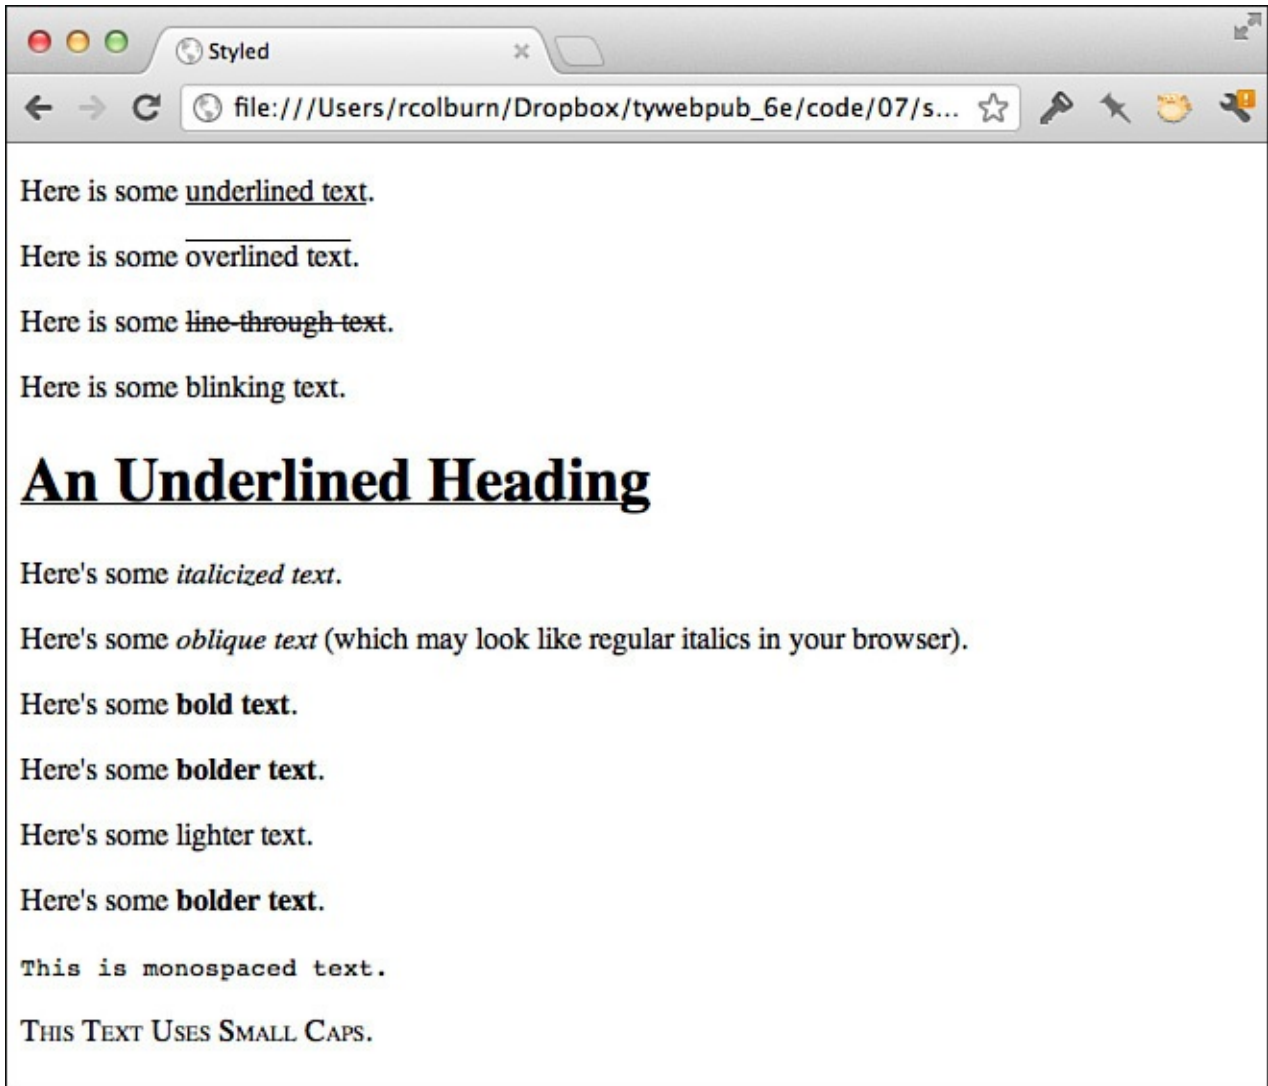 Styled
file:///Users/rcolburn/Dropbox/tywebpub_6e/code/07/s...
Here is some underlined text.
Here is some overlined text.
Here is some line-through text.
Here is some blinking text.
An Underlined Heading
Here's some italicized text.
Here's some oblique text (which may look like regular italics in your browser).
Here's some bold text.
Here's some bolder text.
Here's some lighter text.
Here's some bolder text.
This is monospaced text.
This Text Uses Small Caps.